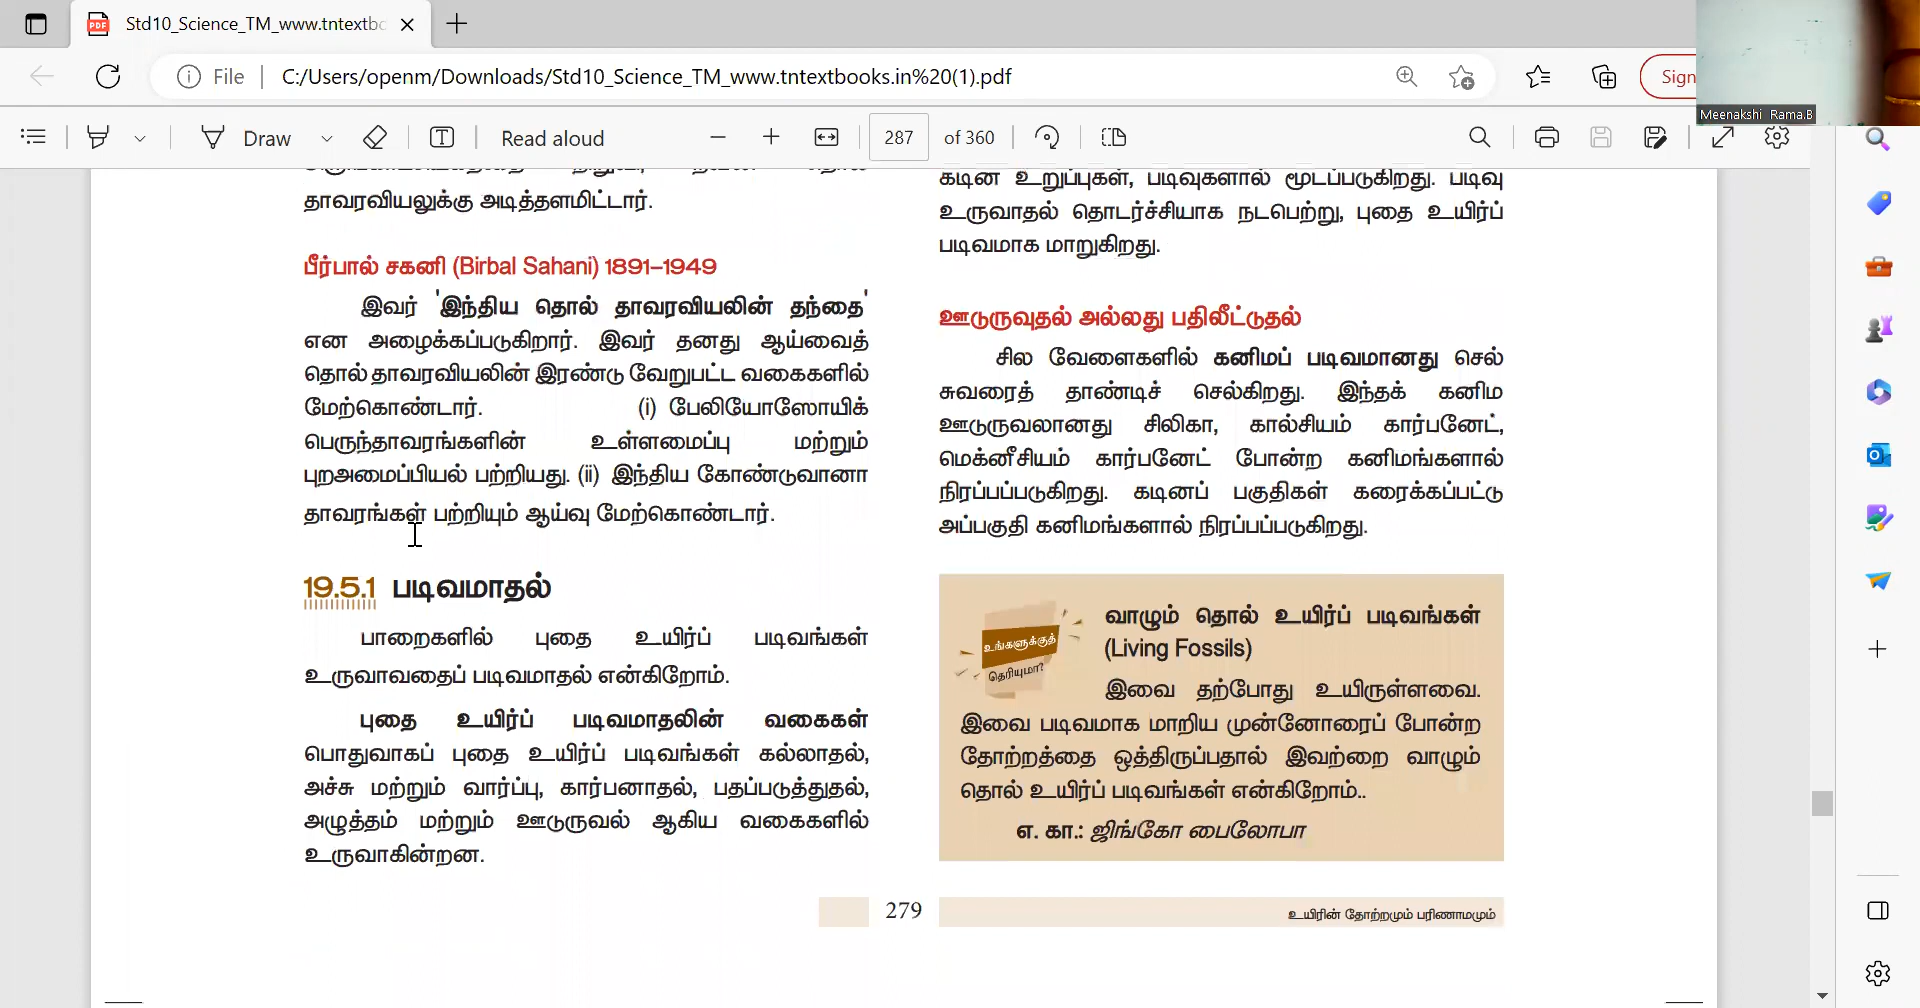 Std10_Science_TM_www.tntextbc
File
C:/Users/openm/Downloads/Std10_Science_TM_www.tntextbooks.in%20(1).pdf
Sign
Meenakshi Rama.B
Draw
Read aloud
287 of 360
தாவரவியலுக்கு அடித்தளமிட்டார்.
பீர்பால் சகனி (Birbal Sahani) 1891–1949
இவர் 'இந்திய தொல் தாவரவியலின் தந்தை'
என அழைக்கப்படுகிறார். இவர் தனது ஆய்வைத்
தொல் தாவரவியலின் இரண்டு வேறுபட்ட வகைகளில்
மேற்கொண்டார். (i) பேலியோஸோயிக்
பெருந்தாவரங்களின் உள்ளமைப்பு மற்றும்
புறஅமைப்பியல் பற்றியது. (ii) இந்திய கோண்டுவானா
தாவரங்கள் பற்றியும் ஆய்வு மேற்கொண்டார்.
19.5.1 படிவமாதல்
பாறைகளில் புதை உயிர்ப் படிவங்கள்
உருவாவதைப் படிவமாதல் என்கிறோம்.
புதை உயிர்ப் படிவமாதலின் வகைகள்
பொதுவாகப் புதை உயிர்ப் படிவங்கள் கல்லாதல்,
அச்சு மற்றும் வார்ப்பு, கார்பனாதல், பதப்படுத்துதல்,
அழுத்தம் மற்றும் ஊடுருவல் ஆகிய வகைகளில்
உருவாகின்றன.
கடின உறுப்புகள், படிவுகளால் மூடப்படுகிறது. படிவு
உருவாதல் தொடர்ச்சியாக நடபெற்று, புதை உயிர்ப்
படிவமாக மாறுகிறது.
ஊடுருவுதல் அல்லது பதிலீட்டுதல்
சில வேளைகளில் கனிமப் படிவமானது செல்
சுவரைத் தாண்டிச் செல்கிறது. இந்தக் கனிம
ஊடுருவலானது சிலிகா, கால்சியம் கார்பனேட்,
மெக்னீசியம் கார்பனேட் போன்ற கனிமங்களால்
நிரப்பப்படுகிறது. கடினப் பகுதிகள் கரைக்கப்பட்டு
அப்பகுதி கனிமங்களால் நிரப்பப்படுகிறது.
உங்களுக்குத்
தெரியுமா?
வாழும் தொல் உயிர்ப் படிவங்கள்
(Living Fossils)
இவை தற்போது உயிருள்ளவை.
இவை படிவமாக மாறிய முன்னோரைப் போன்ற
தோற்றத்தை ஒத்திருப்பதால் இவற்றை வாழும்
தொல் உயிர்ப் படிவங்கள் என்கிறோம்..
எ. கா.: ஜிங்கோ பைலோபா
279
உயிரின் தோற்றமும் பரிணாமமும்